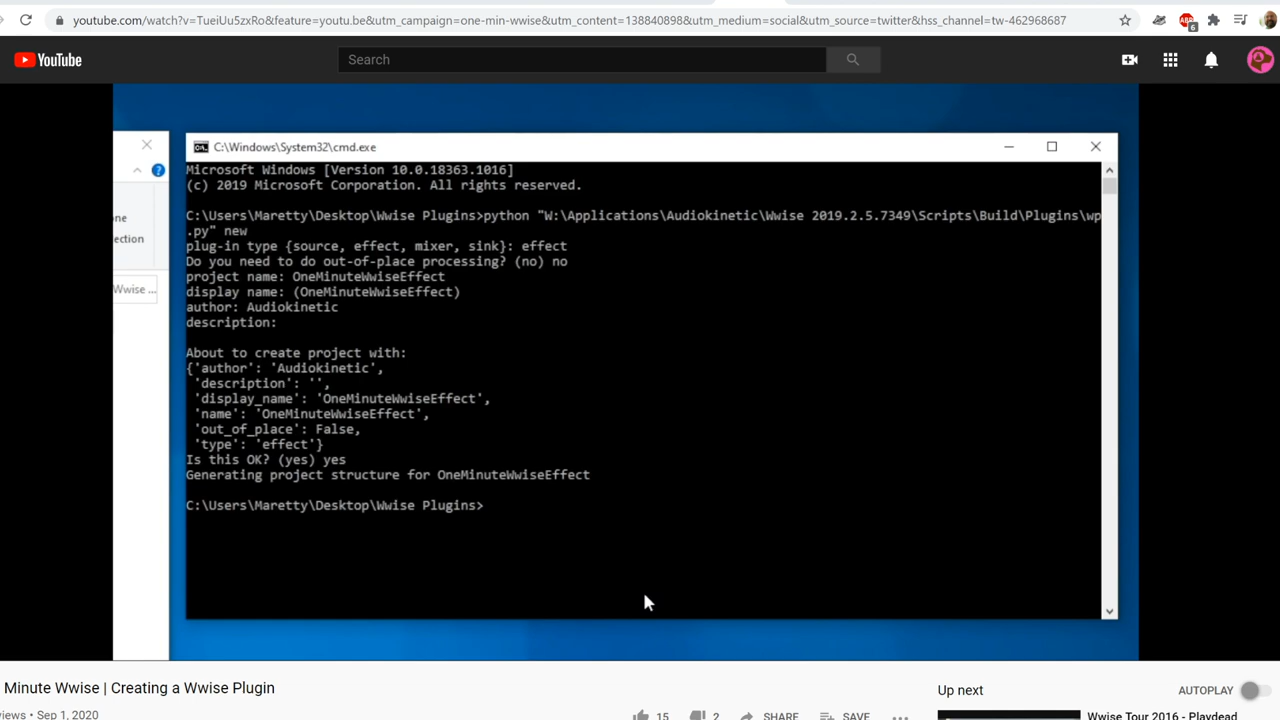 youtube.com/watch?v=TueiUu5zxRo&feature=youtu.be&utm_campaign=one-min-wwise&utm_content=138840898&utm_medium=social&utm_source=twitter&hss_channel=tw-462968687
ABP
6
YouTube
Search
C:\Windows\System32\cmd.exe
Microsoft Windows [Version 10.0.18363.1016]
(c) 2019 Microsoft Corporation. All rights reserved.
C:\Users\Maretty\Desktop\Wwise Plugins>python "W:\Applications\Audiokinetic\Wwise 2019.2.5.7349\Scripts\Build\Plugins\wp
.py" new
plug-in type {source, effect, mixer, sink}: effect
Do you need to do out-of-place processing? (no) no
project name: OneMinuteWwiseEffect
display name: (OneMinuteWwiseEffect)
author: Audiokinetic
description:
About to create project with:
{'author': 'Audiokinetic',
'description': '',
'display_name': 'OneMinuteWwiseEffect',
'name': 'OneMinuteWwiseEffect',
'out_of_place': False,
'type': 'effect'}
Is this OK? (yes) yes
Generating project structure for OneMinuteWwiseEffect
C:\Users\Maretty\Desktop\Wwise Plugins>
one
ection
Wwise ...
Minute Wwise | Creating a Wwise Plugin
iews • Sep 1, 2020
15
2
SHARE
SAVE
Up next
AUTOPLAY
Wwise Tour 2016 - Playdead